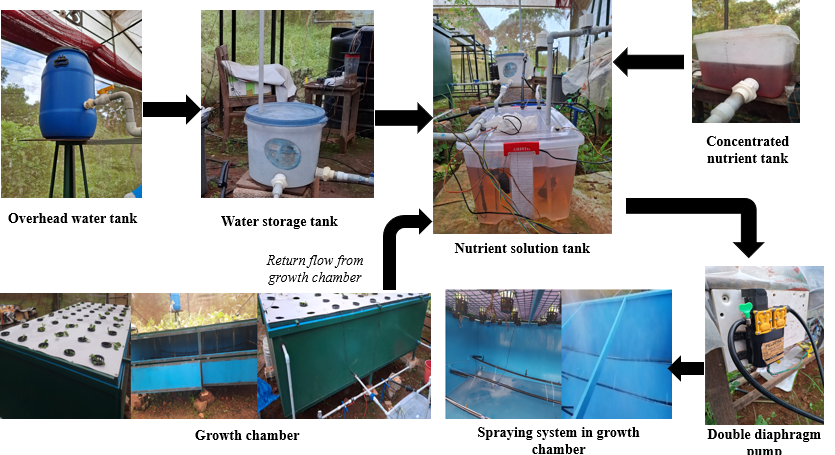 Concentrated
nutrient tank
Overhead water tank
Water storage tank
Nutrient solution tank
Return flow from
growth chamber
Growth chamber
Spraying system in growth
chamber
Double diaphragm
pump